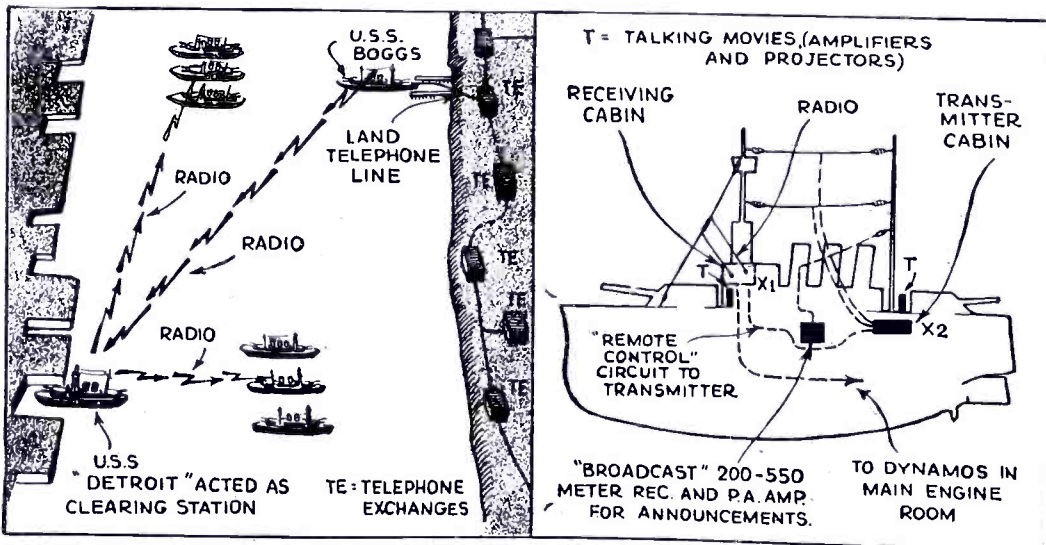 U.S.S.
BOGGS
TE
LAND
TELEPHONE
LINE
TE
RADIO
RADIO
TE
TE
RADIO
TE
U.S.S
"DETROIT" ACTED AS
CLEARING STATION
TE: TELEPHONE
EXCHANGES
T = TALKING MOVIES,(AMPLIFIERS
AND PROJECTORS)
RECEIVING
CABIN
RADIO
TRANS-
MITTER
CABIN
T
X1
T
X2
"REMOTE
CONTROL"
CIRCUIT TO
TRANSMITTER
"BROADCAST" 200-550
METER REC. AND P.A. AMP.
FOR ANNOUNCEMENTS.
TO DYNAMOS IN
MAIN ENGINE
ROOM